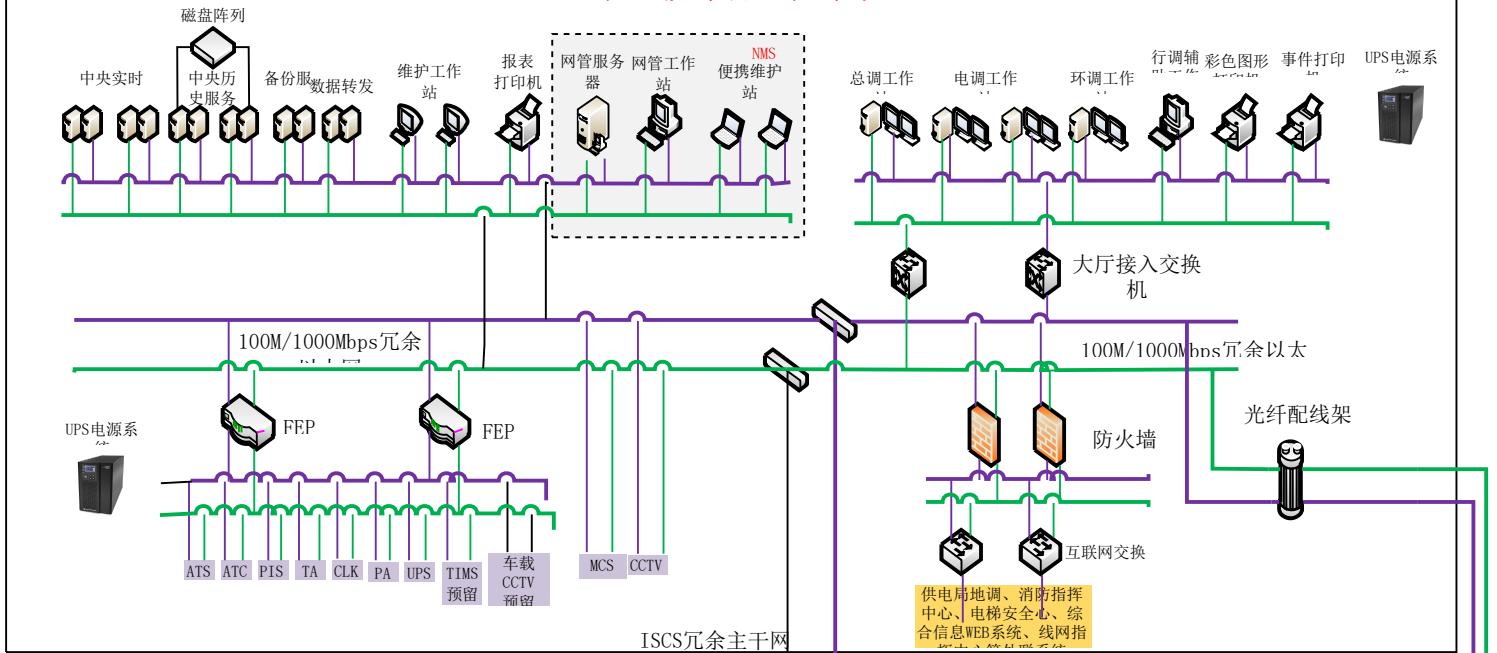 磁盘阵列
中央实时
中央历
史服务
备份服
数据转发
维护工作
站
报表
打印机
网管服务
器
网管工作
站
NMS
便携维护
站
总调工作
电调工作
环调工作
行调辅
彩色图形
打印机
事件打印
机
UPS电源系
统
大厅接入交换
机
100M/1000Mbps冗余
100M/1000Mbps冗余以太
UPS电源系
统
FEP
FEP
防火墙
光纤配线架
ATS
ATC
PIS
TA
CLK
PA
UPS
TIMS
预留
车载
CCTV
预留
MCS
CCTV
互联网交换
供电局地调、消防指挥
中心、电梯安全心、综
合信息WEB系统、线网指
ISCS冗余主干网